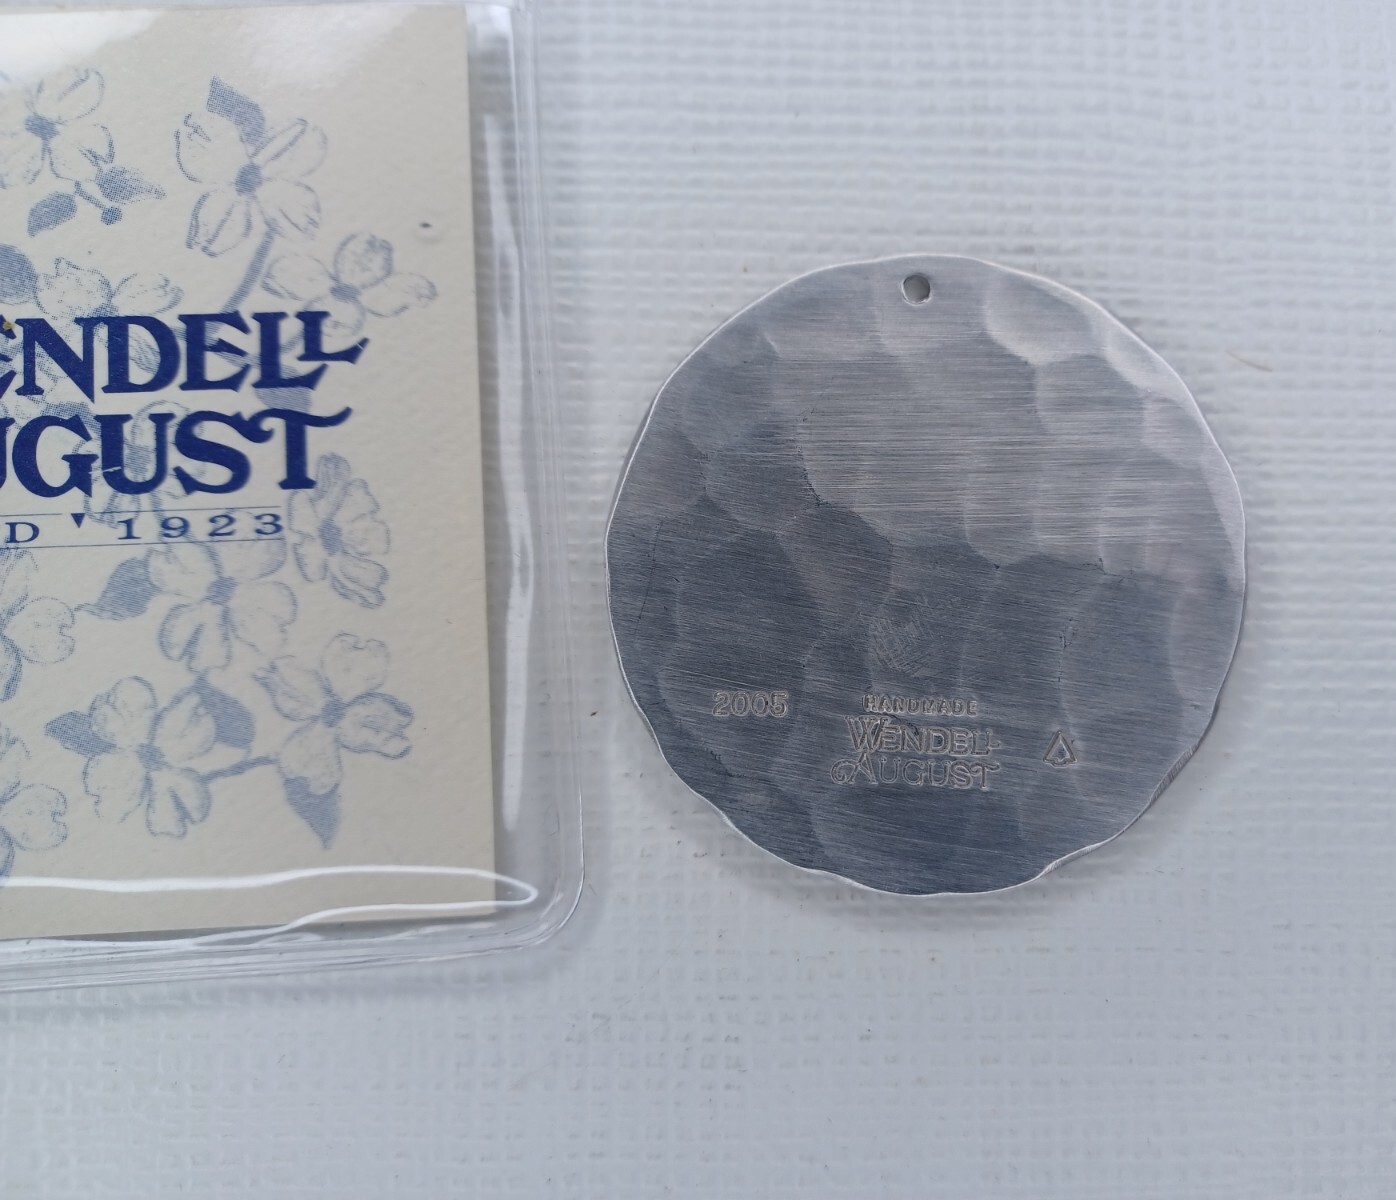 ENDELL
UGUST
D '1923
2005
HANDMADE
WENDELL
AUGUST